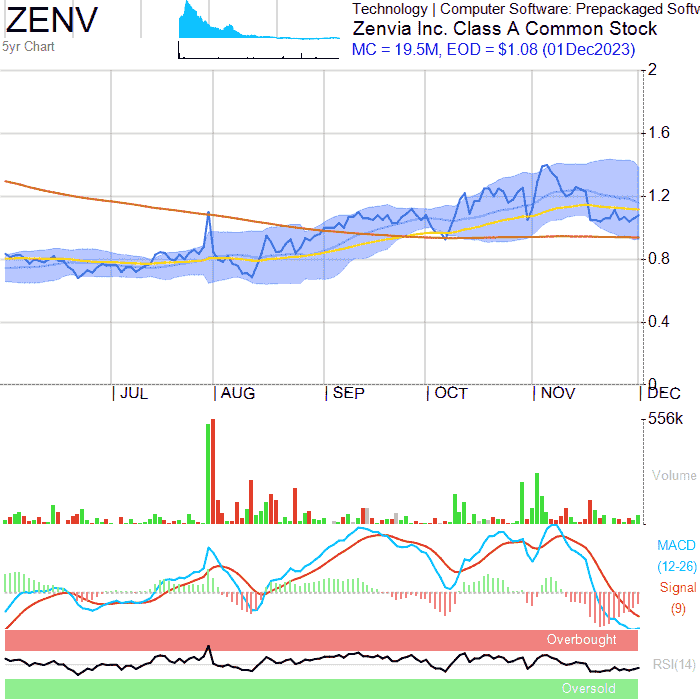 ZENV
5yr Chart
Technology | Computer Software: Prepackaged Softw
Zenvia Inc. Class A Common Stock
MC = 19.5M, EOD = $1.08 (01Dec2023)
2
1.6
1.2
0.8
0.4
0
JUL
AUG
SEP
OCT
NOV
DEC
556k
Volume
MACD
(12-26)
Signal
(9)
Overbought
RSI(14)
Oversold